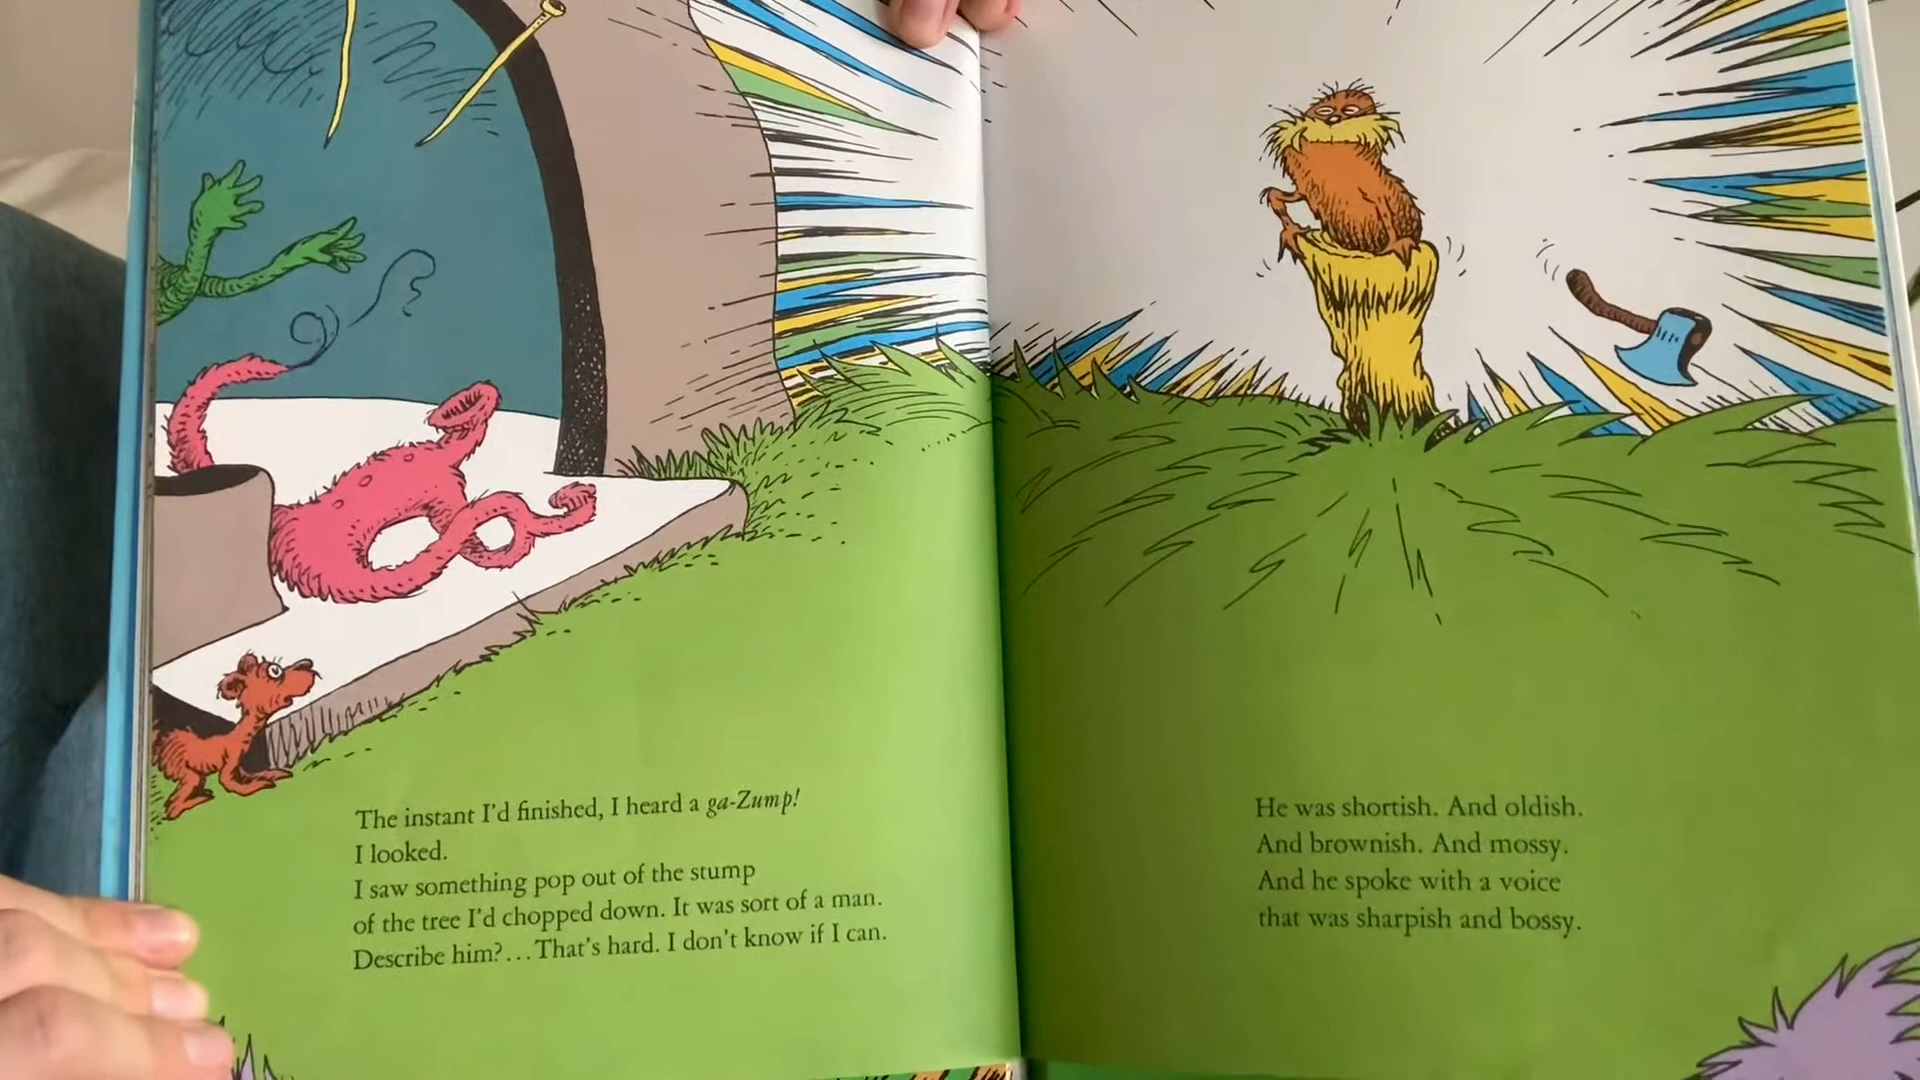 The instant I'd finished, I heard a ga-Zump!
I looked.
I saw something pop out of the stump
of the tree I'd chopped down. It was sort of a man.
Describe him?... That's hard. I don't know if I can.
He was shortish. And oldish.
And brownish. And mossy.
And he spoke with a voice
that was sharpish and bossy.